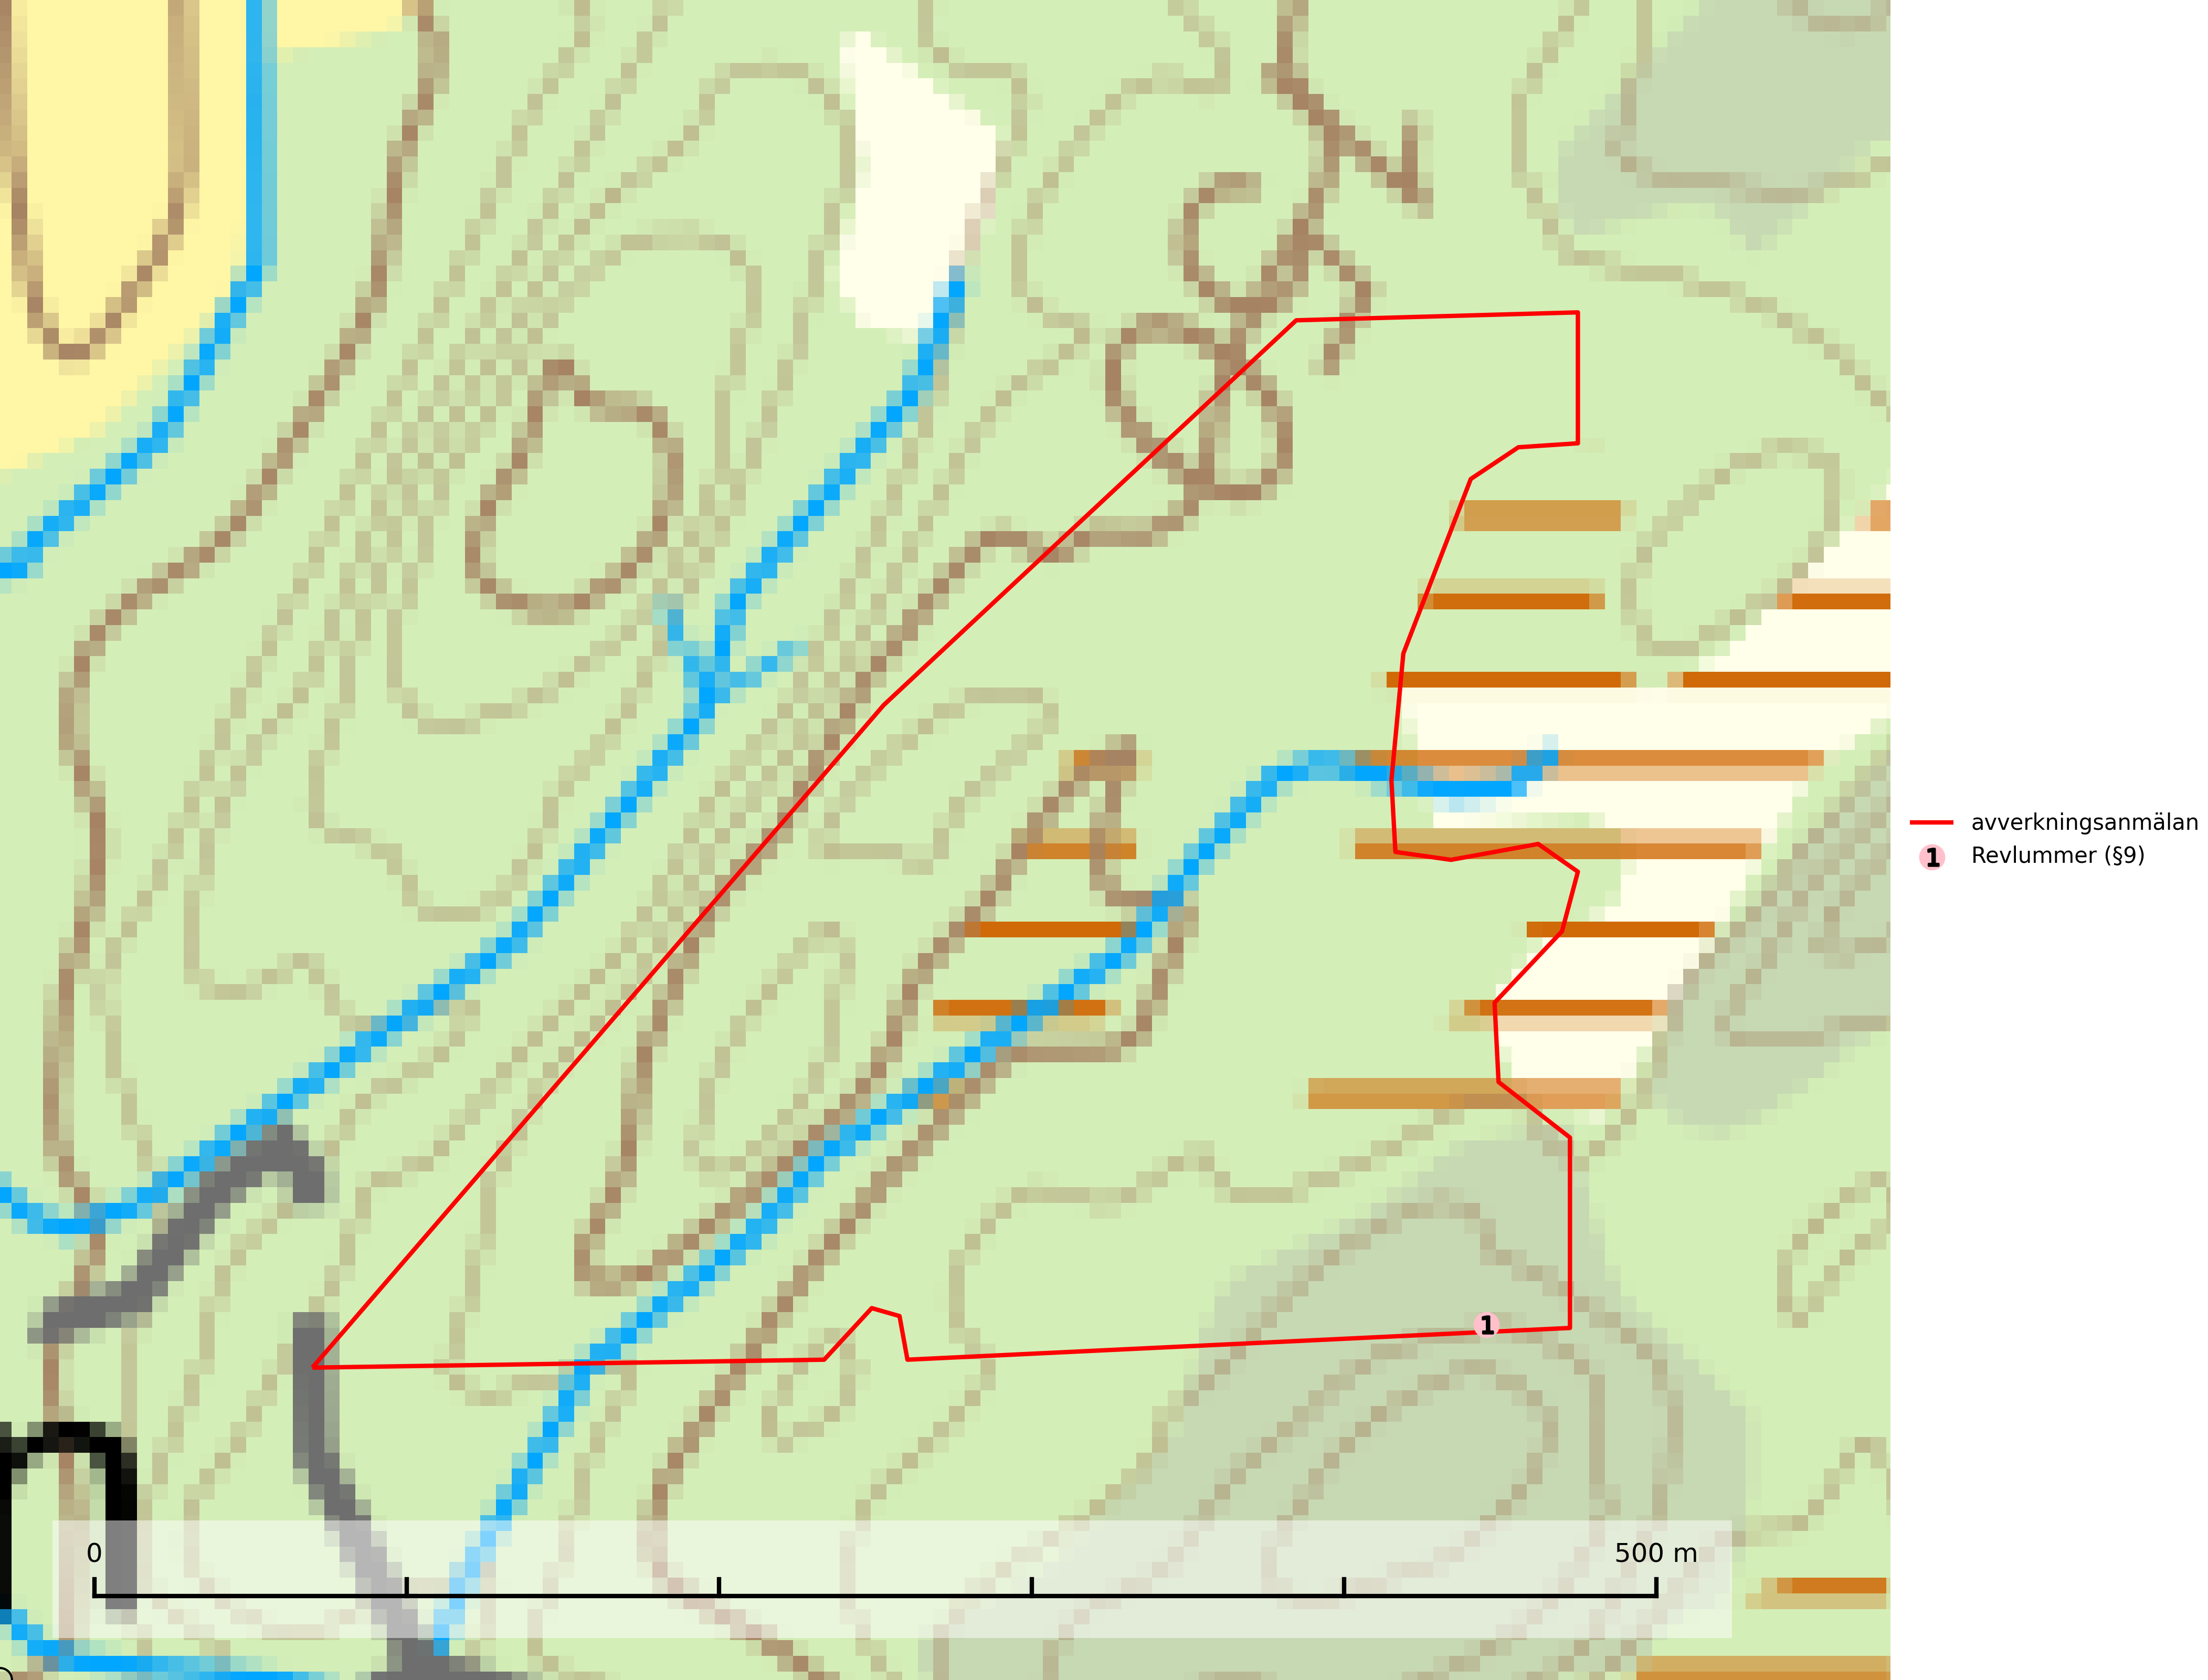 avverkningsanmälan
1 Revlummer (§9)
1
0 500 m